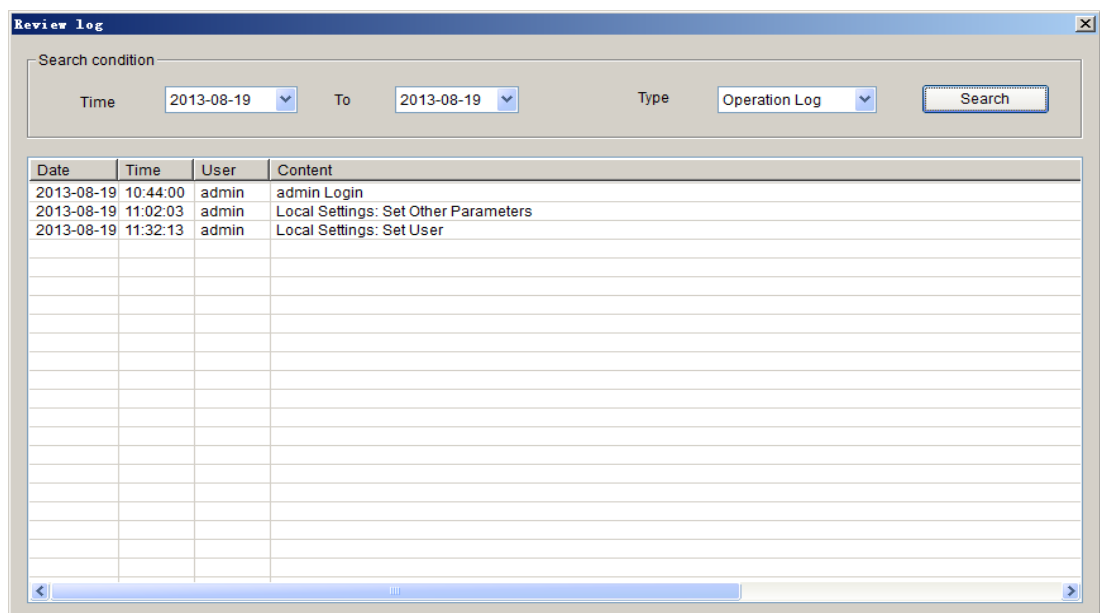 Review log
Search condition
Time 2013-08-19 To 2013-08-19 Type Operation Log Search
Date Time User Content
2013-08-19 10:44:00 admin admin Login
2013-08-19 11:02:03 admin Local Settings: Set Other Parameters
2013-08-19 11:32:13 admin Local Settings: Set User